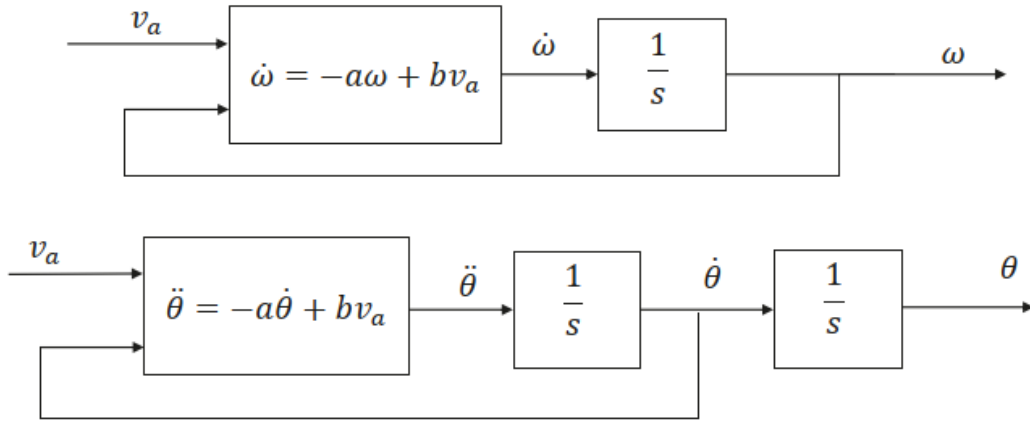 v_a
ω̇ = −aω + bv_a
ω̇
1/s
ω
v_a
θ̈ = −aθ̇ + bv_a
θ̈
1/s
θ̇
1/s
θ